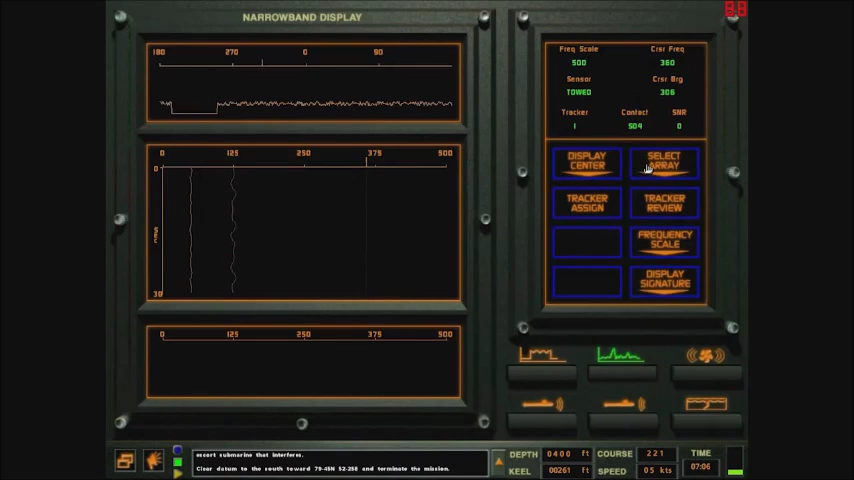 NARROWBAND DISPLAY
180 270 0 90
0 125 250 375 500
0
SEC
30
0 125 250 375 500
Freq Scale Crsr Freq
500 360
Sensor Crsr Brg
TOWED 306
Tracker Contact SNR
1 S04 0
DISPLAY CENTER
SELECT ARRAY
TRACKER ASSIGN
TRACKER REVIEW
FREQUENCY SCALE
DISPLAY SIGNATURE
escort submarine that interferes.
Clear datum to the south toward 79-45N 52-25E and terminate the mission.
DEPTH 0400 ft COURSE 221 TIME
KEEL 00261 ft SPEED 05 kts 07:06